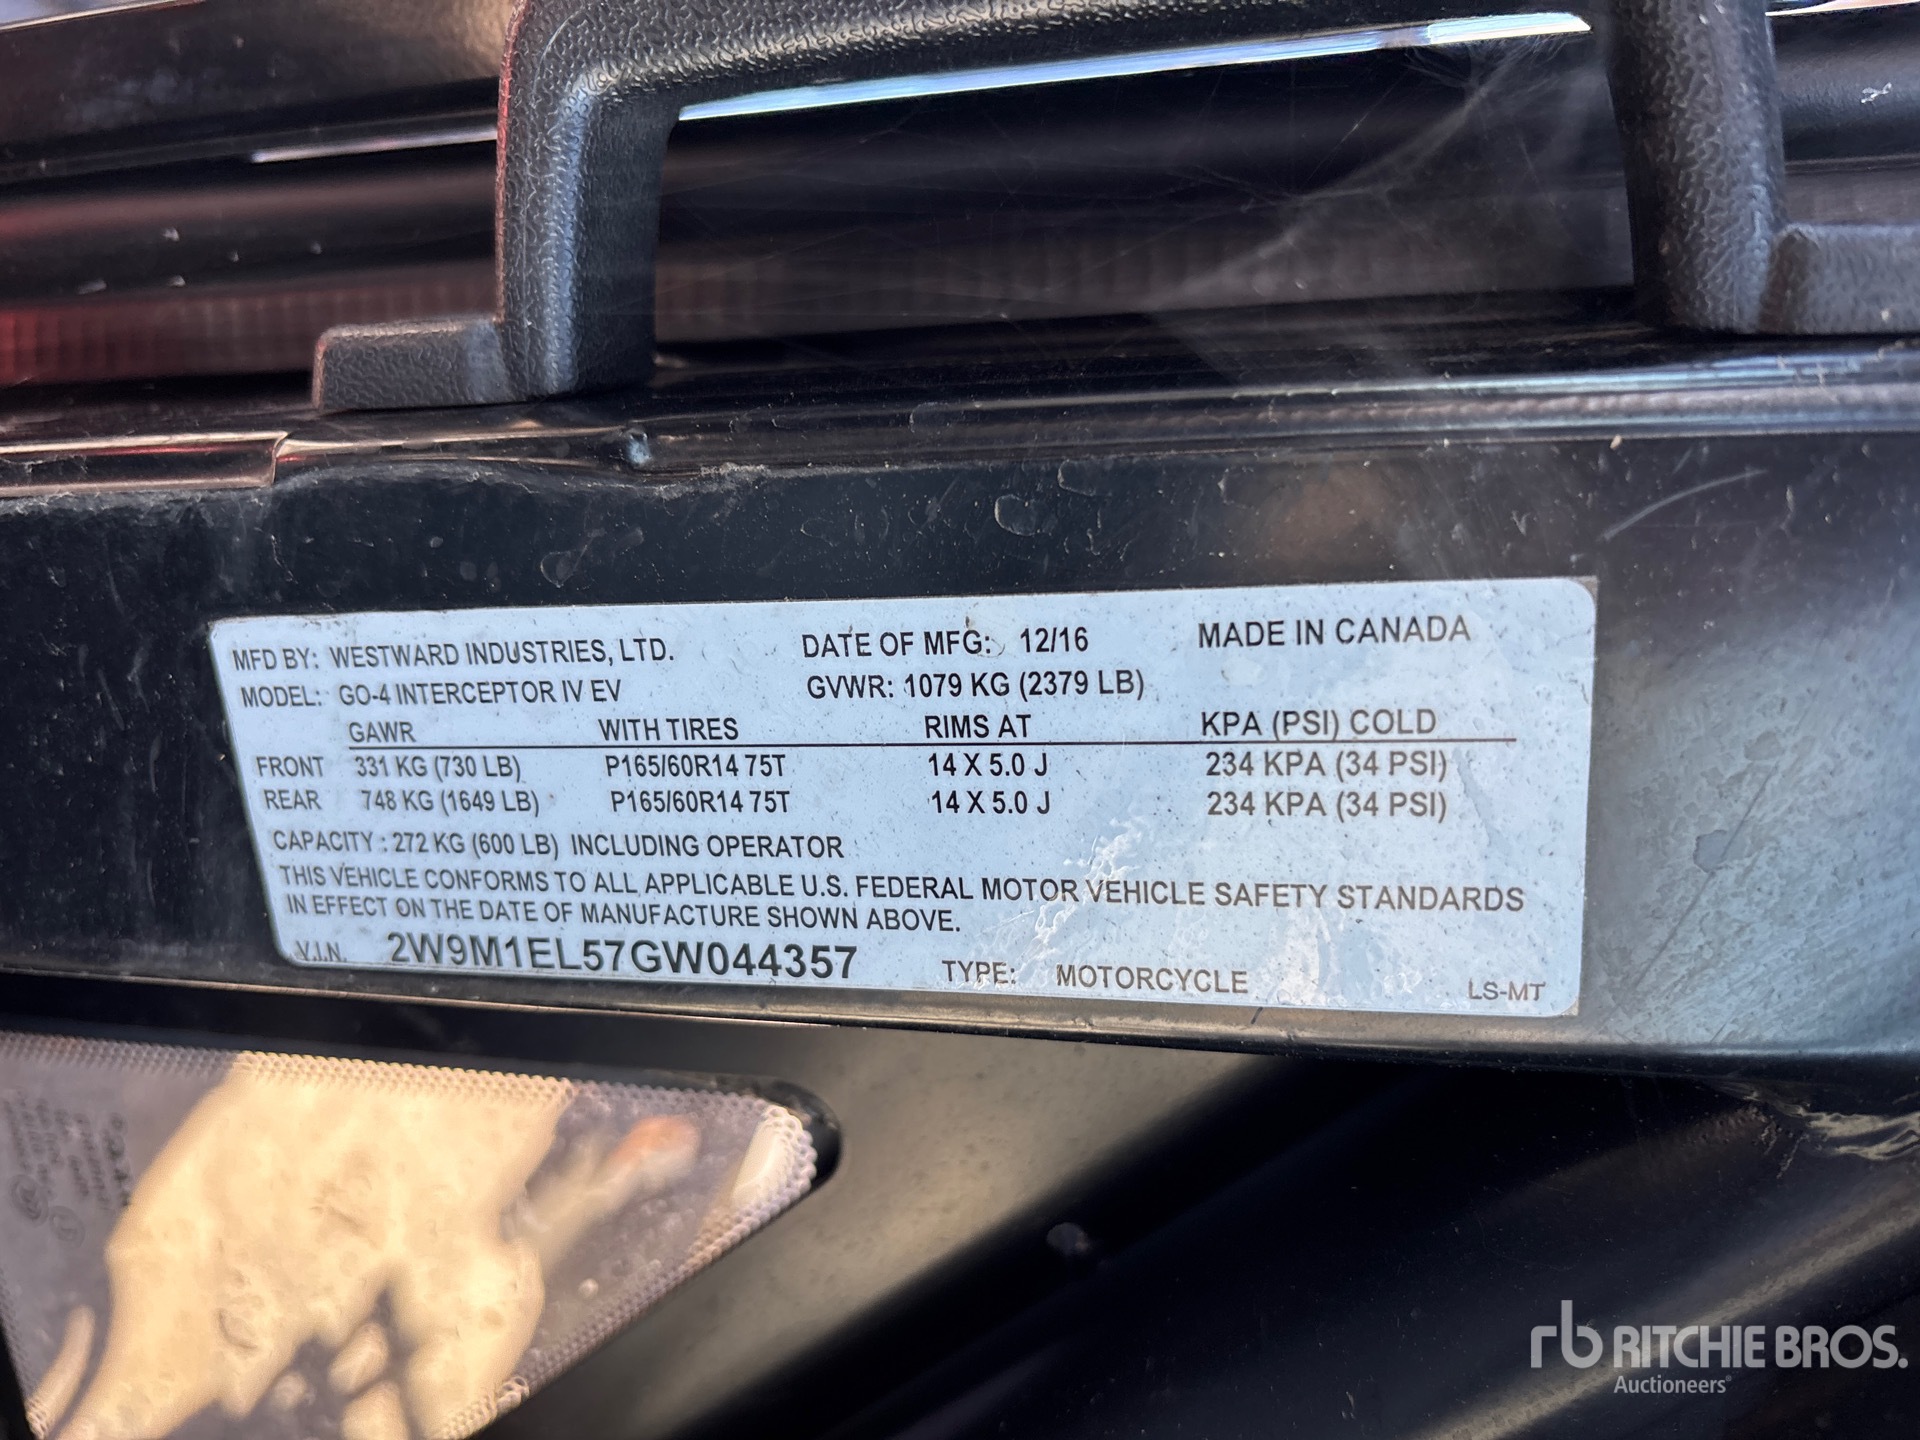 MFD BY: WESTWARD INDUSTRIES, LTD. DATE OF MFG: 12/16 MADE IN CANADA
MODEL: GO-4 INTERCEPTOR IV EV GVWR: 1079 KG (2379 LB)
GAWR WITH TIRES RIMS AT KPA (PSI) COLD
FRONT 331 KG (730 LB) P165/60R14 75T 14 X 5.0 J 234 KPA (34 PSI)
REAR 748 KG (1649 LB) P165/60R14 75T 14 X 5.0 J 234 KPA (34 PSI)
CAPACITY : 272 KG (600 LB) INCLUDING OPERATOR
THIS VEHICLE CONFORMS TO ALL APPLICABLE U.S. FEDERAL MOTOR VEHICLE SAFETY STANDARDS
IN EFFECT ON THE DATE OF MANUFACTURE SHOWN ABOVE.
V.I.N. 2W9M1EL57GW044357 TYPE: MOTORCYCLE LS-MT
rb RITCHIE BROS.
Auctioneers